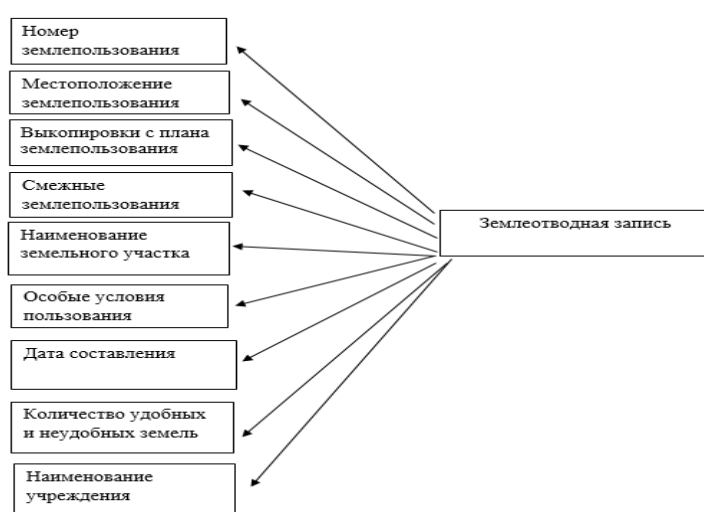 Номер
землепользования
Местоположение
землепользования
Выкопировки с плана
землепользования
Смежные
землепользования
Землеотводная запись
Наименование
земельного участка
Особые условия
пользования
Дата составления
Количество удобных
и неудобных земель
Наименование
учреждения